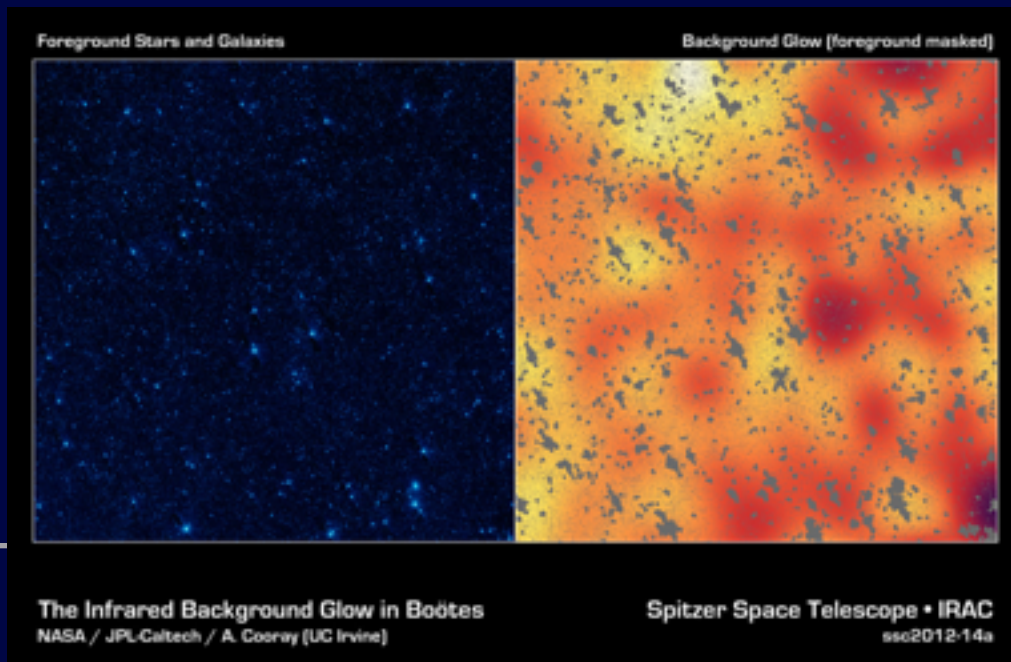 Foreground Stars and Galaxies
Background Glow (foreground masked)
The Infrared Background Glow in Boötes
NASA / JPL-Caltech / A. Cooray (UC Irvine)
Spitzer Space Telescope • IRAC
ssc2012-14a